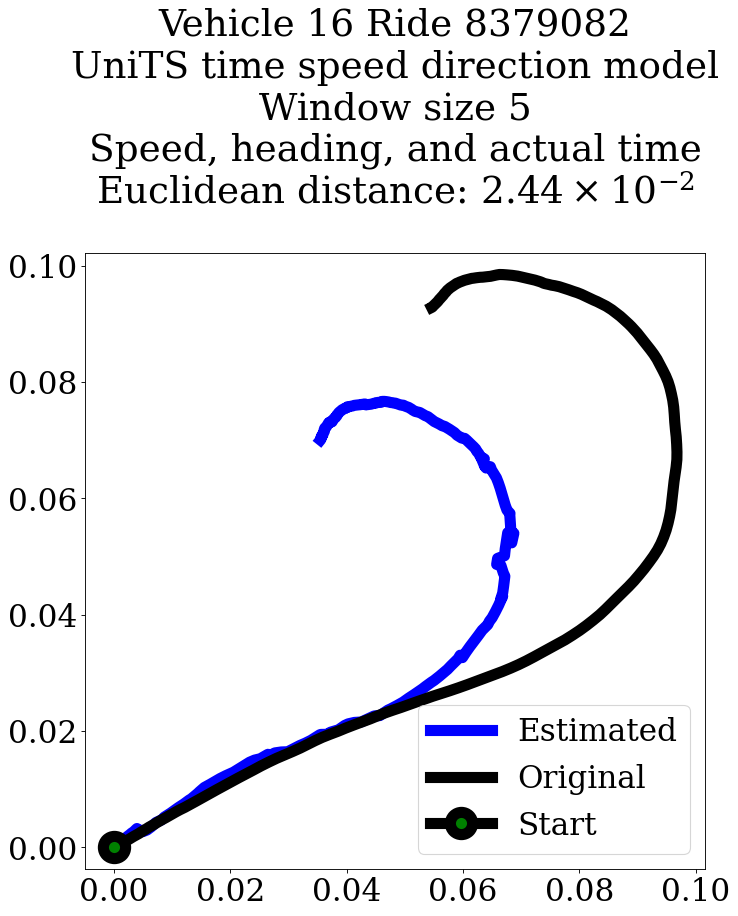 Vehicle 16 Ride 8379082
UniTS time speed direction model
Window size 5
Speed, heading, and actual time
Euclidean distance: 2.44 × 10⁻²
0.10
0.08
0.06
0.04
0.02
0.00
Estimated
Original
Start
0.00 0.02 0.04 0.06 0.08 0.10